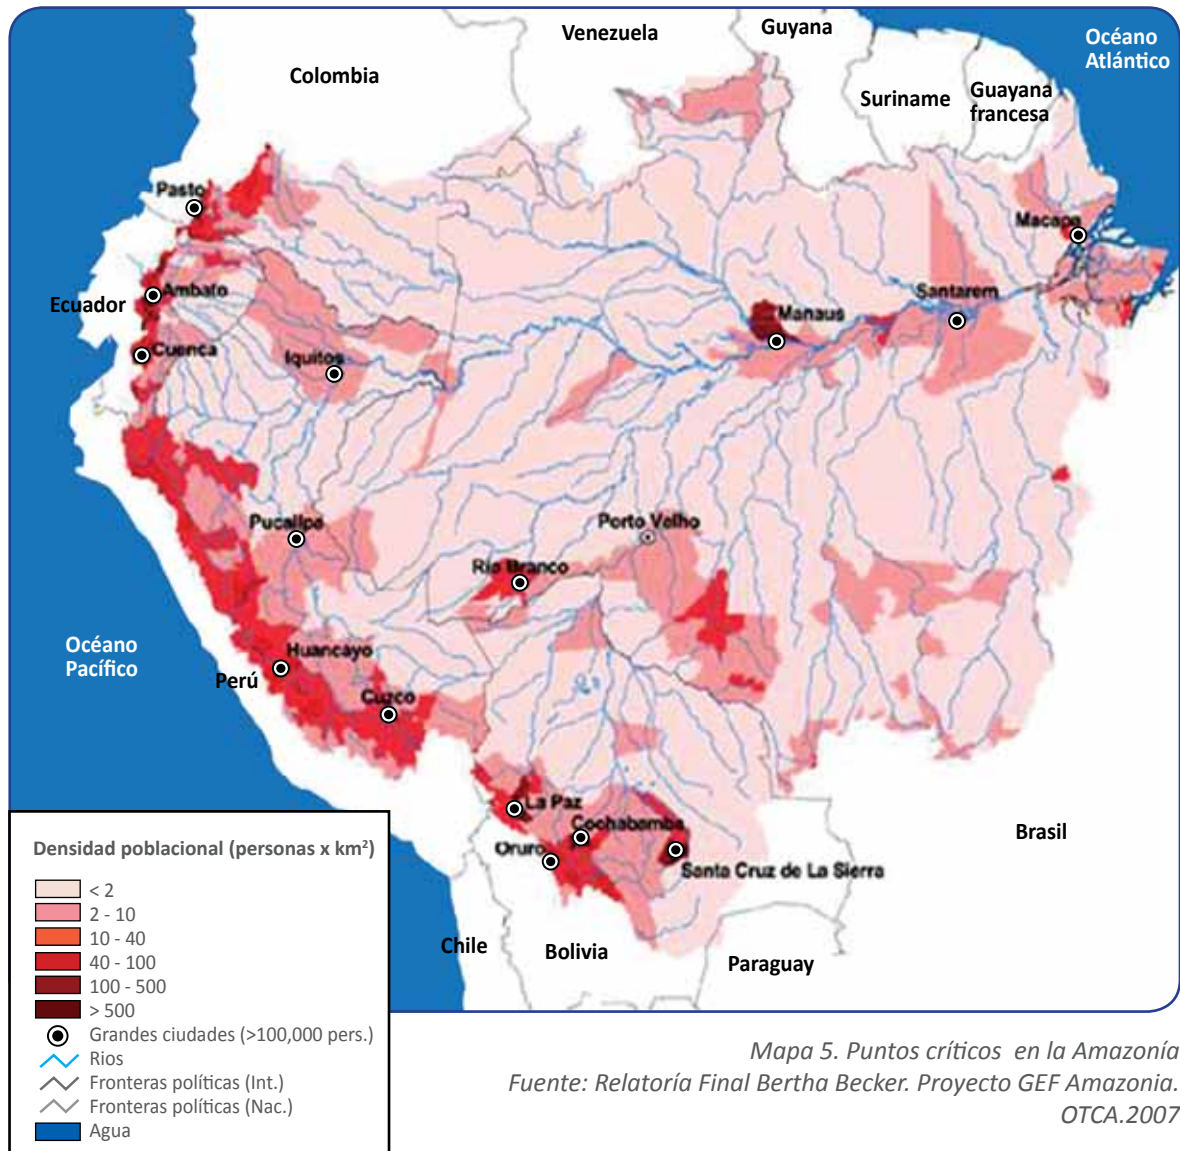 Venezuela
Guyana
Océano
Atlántico
Colombia
Suriname
Guayana
francesa
Pasto
Macapa
Ecuador
Ambato
Santarem
Manaus
Cuenca
Iquitos
Pucallpa
Porto Velho
Rio Branco
Océano
Pacífico
Huancayo
Perú
Cuzco
La Paz
Cochabamba
Oruro
Santa Cruz de La Sierra
Brasil
Chile
Bolivia
Paraguay
Densidad poblacional (personas x km²)
< 2
2 - 10
10 - 40
40 - 100
100 - 500
> 500
Grandes ciudades (>100,000 pers.)
Rios
Fronteras políticas (Int.)
Fronteras políticas (Nac.)
Agua
Mapa 5. Puntos críticos en la Amazonía
Fuente: Relatoría Final Bertha Becker. Proyecto GEF Amazonia.
OTCA.2007